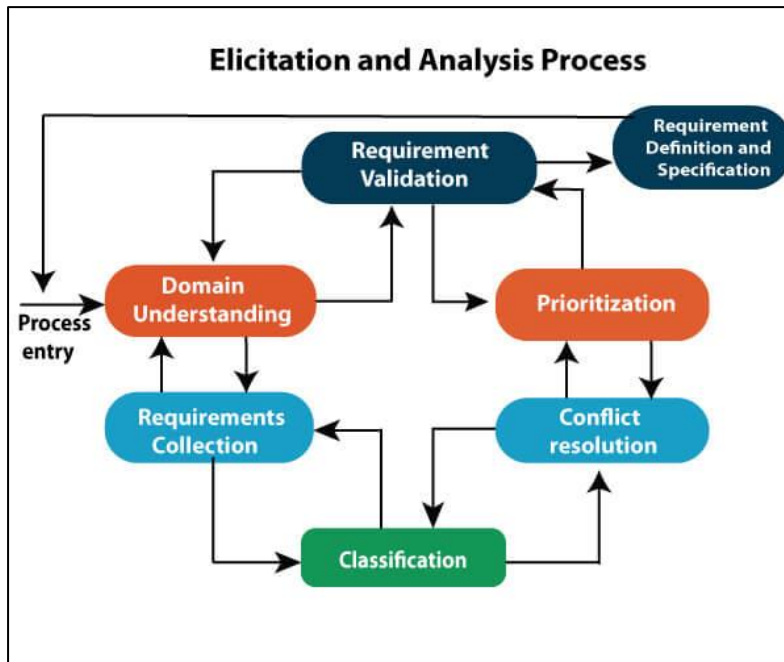 Elicitation and Analysis Process
Requirement
Definition and
Specification
Requirement
Validation
Domain
Understanding
Prioritization
Process
entry
Requirements
Collection
Conflict
resolution
Classification